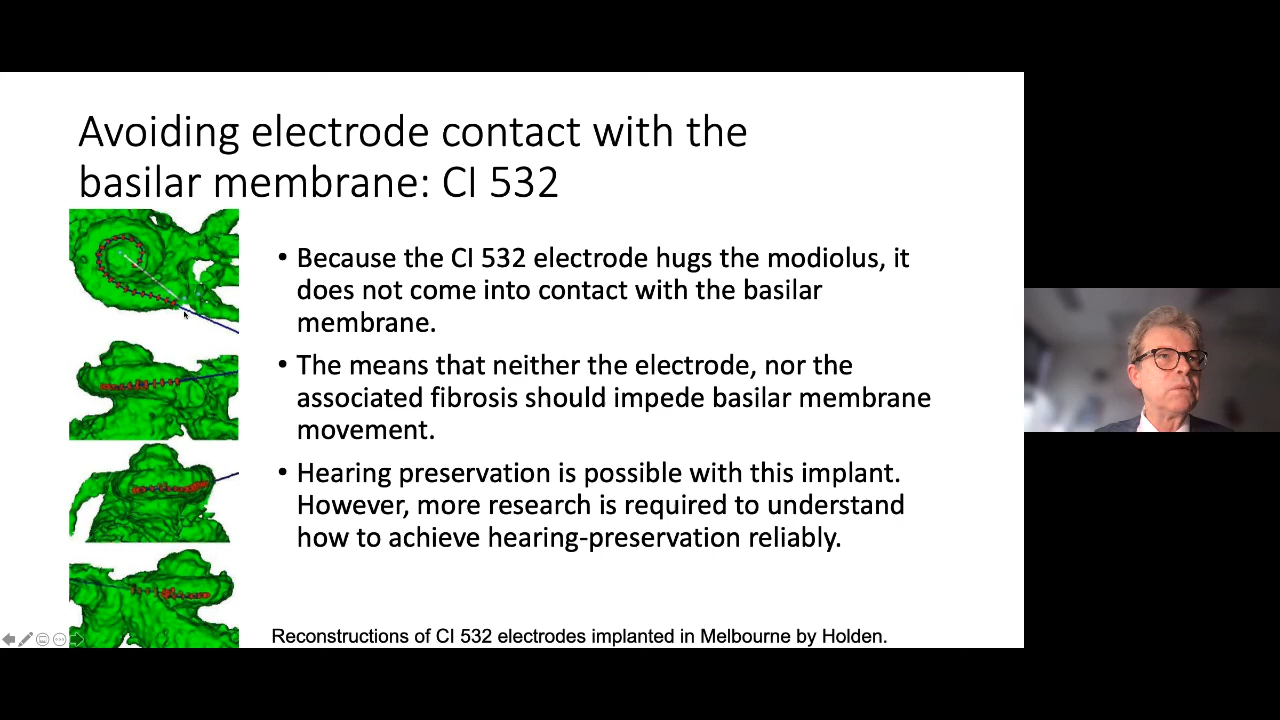 Avoiding electrode contact with the
basilar membrane: CI 532
• Because the CI 532 electrode hugs the modiolus, it
does not come into contact with the basilar
membrane.
• The means that neither the electrode, nor the
associated fibrosis should impede basilar membrane
movement.
• Hearing preservation is possible with this implant.
However, more research is required to understand
how to achieve hearing-preservation reliably.
Reconstructions of CI 532 electrodes implanted in Melbourne by Holden.